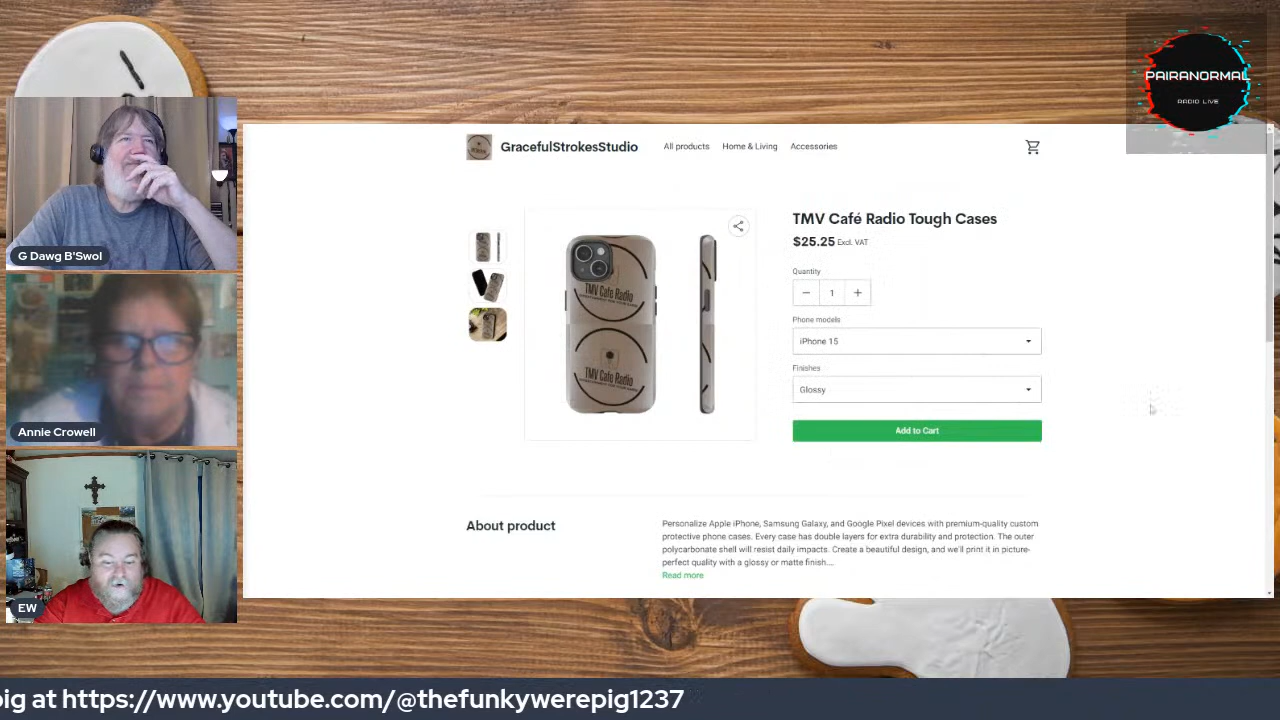 PAIRANORMAL
RADIO LIVE
G Dawg B'Swol
Annie Crowell
EW
GracefulStrokesStudio
All products
Home & Living
Accessories
TMV Café Radio Tough Cases
$25.25 Excl. VAT
Quantity
1
Phone models
iPhone 15
Finishes
Glossy
Add to Cart
TMV Cafe Radio
TMV Cafe Radio
About product
Personalize Apple iPhone, Samsung Galaxy, and Google Pixel devices with premium-quality custom
protective phone cases. Every case has double layers for extra durability and protection. The outer
polycarbonate shell will resist daily impacts. Create a beautiful design, and we'll print it in picture-
perfect quality with a glossy or matte finish....
Read more
pig at https://www.youtube.com/@thefunkywerepig1237